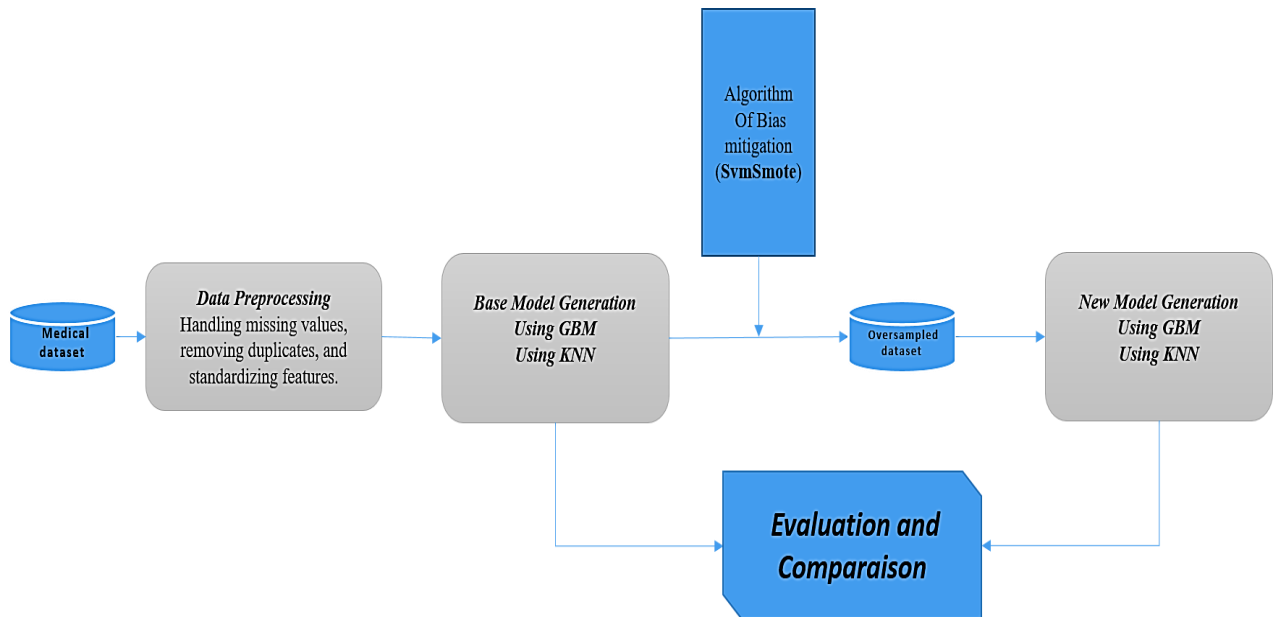 Algorithm
Of Bias
mitigation
(SvmSmote)
Medical
dataset
Data Preprocessing
Handling missing values,
removing duplicates, and
standardizing features.
Base Model Generation
Using GBM
Using KNN
Oversampled
dataset
New Model Generation
Using GBM
Using KNN
Evaluation and
Comparaison